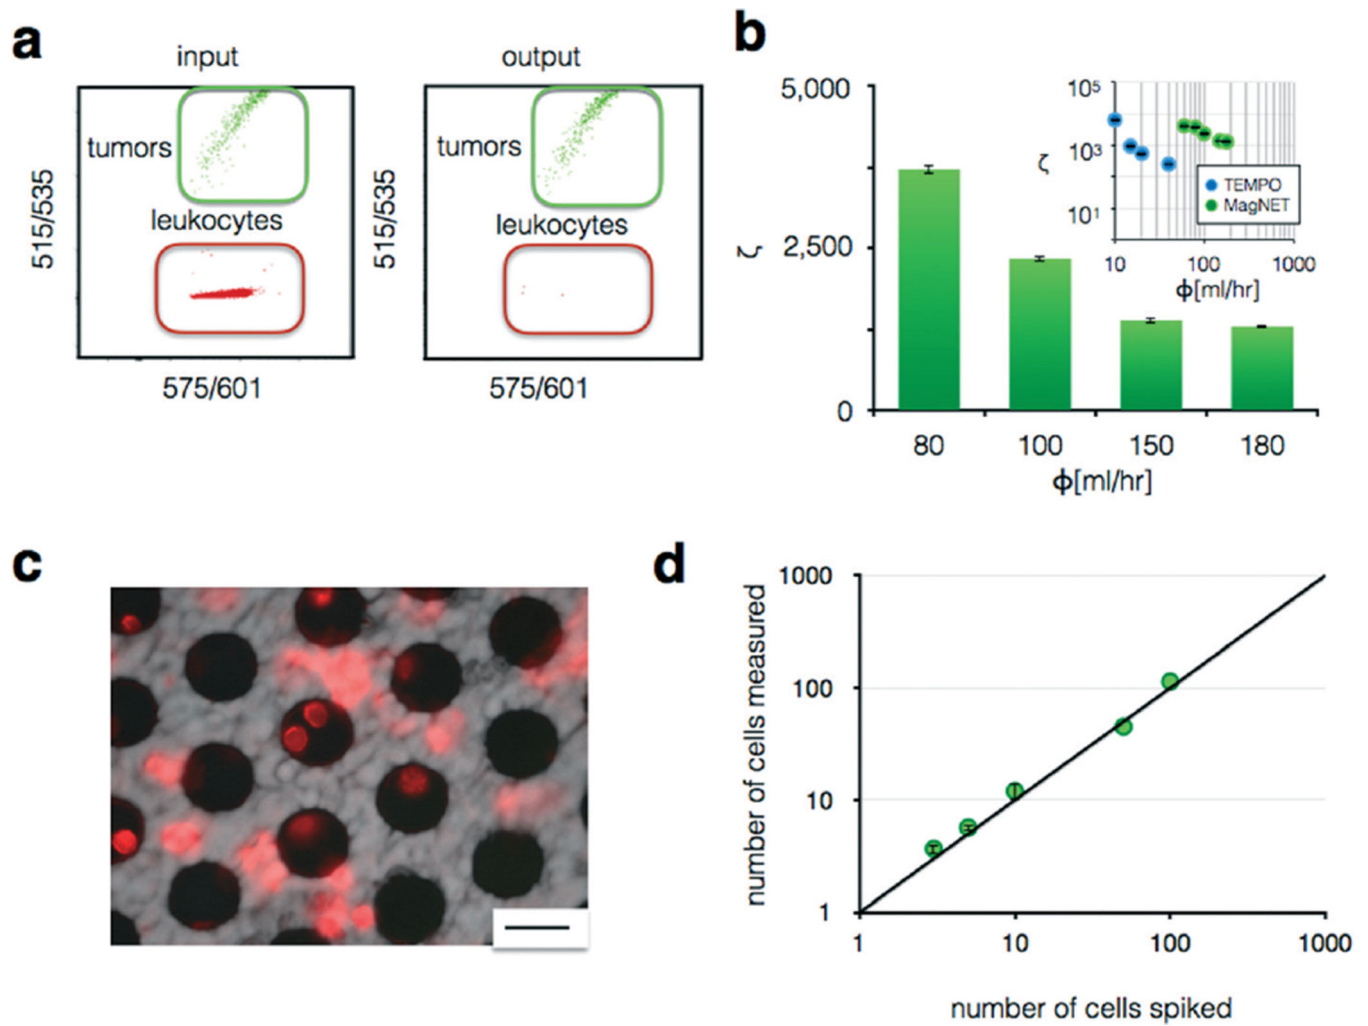 a
input
output
tumors
tumors
leukocytes
leukocytes
515/535
515/535
575/601
575/601
b
5,000
2,500
0
ζ
80
100
150
180
ϕ[ml/hr]
10⁵
10³
10¹
ζ
TEMPO
MagNET
10
100
1000
ϕ[ml/hr]
c
d
1000
100
10
1
number of cells measured
1
10
100
1000
number of cells spiked